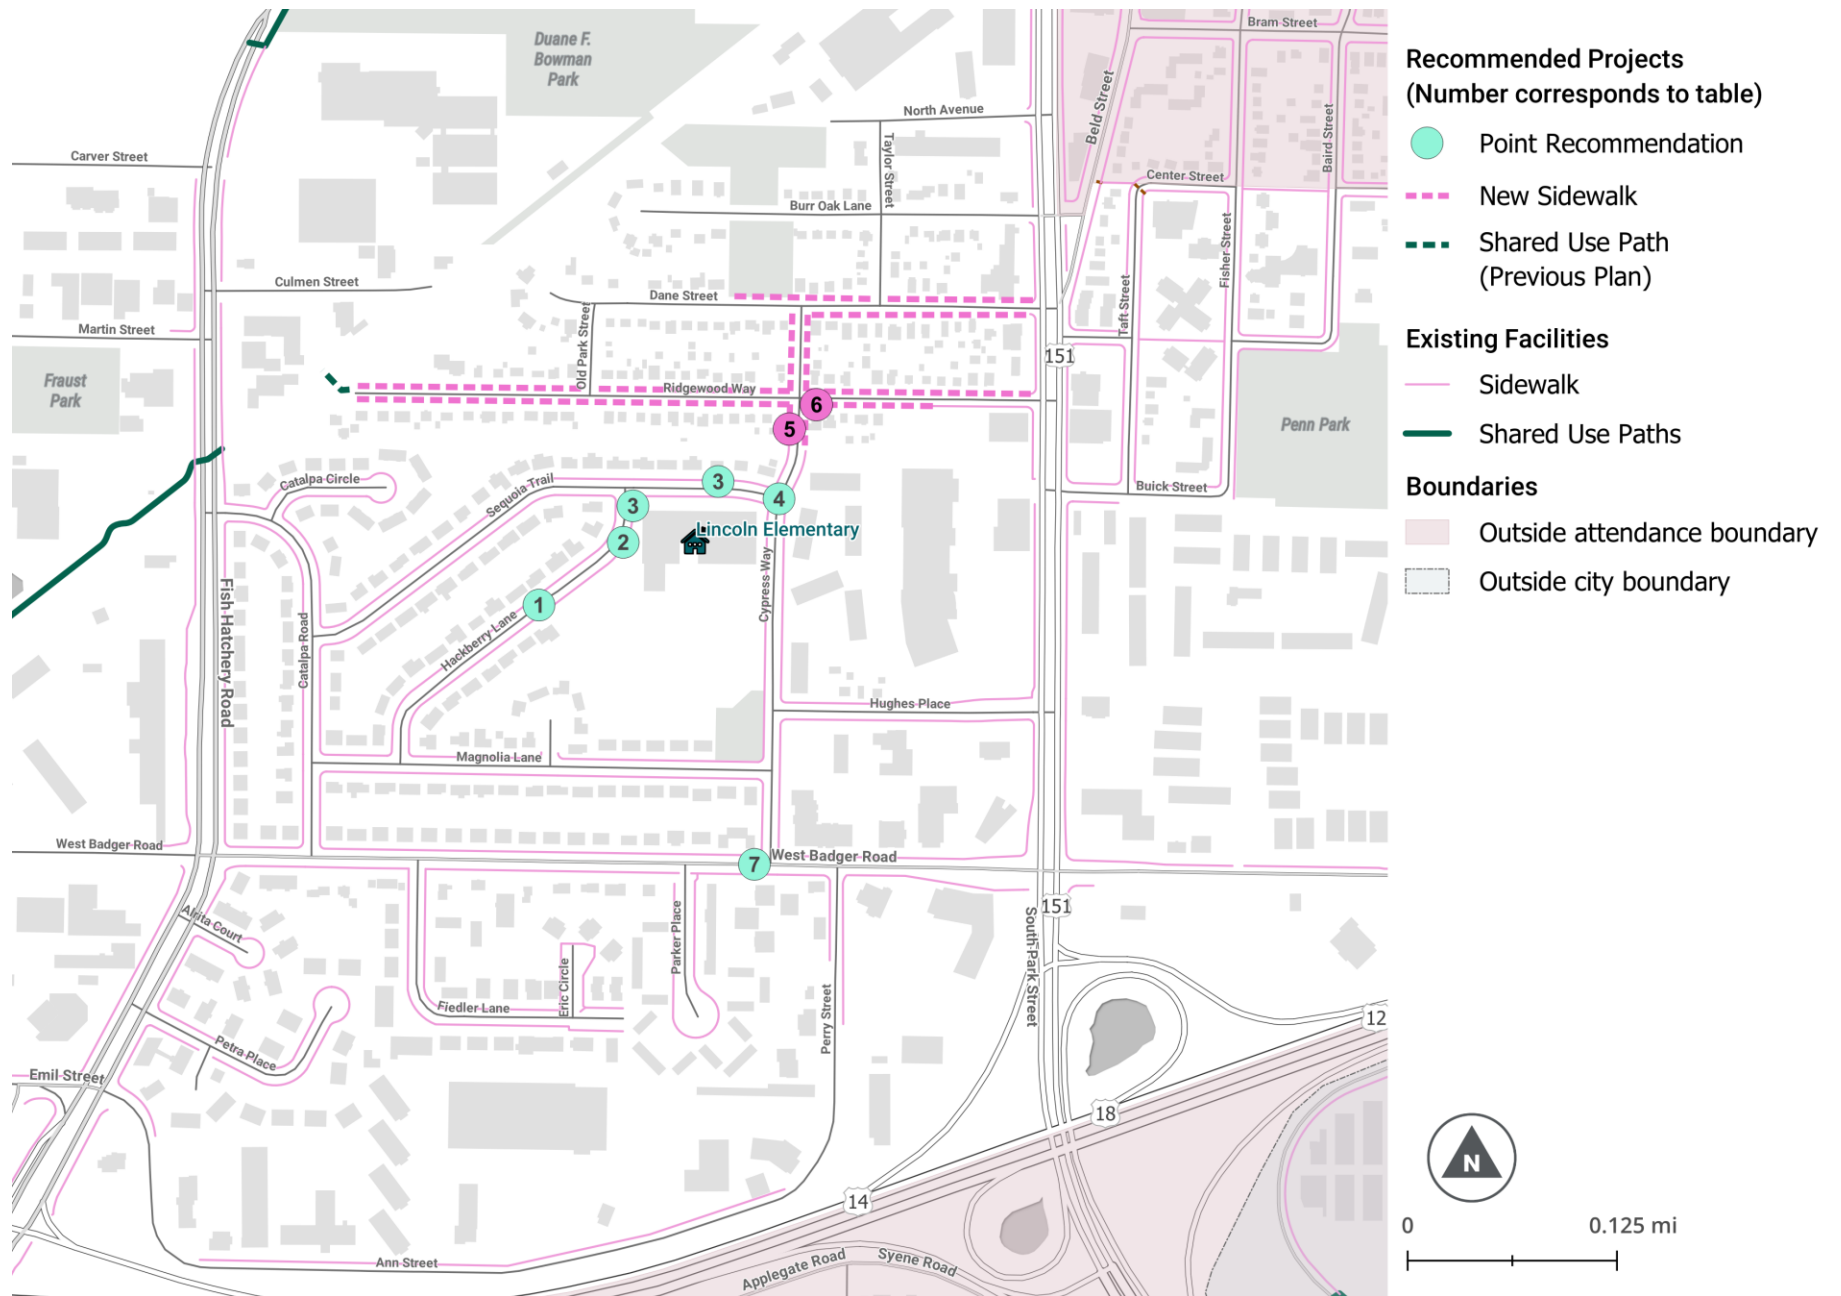 Duane F.
Bowman
Park
Bram Street
Beld Street
North Avenue
Taylor Street
Baird Street
Carver Street
Center Street
Burr Oak Lane
Fisher Street
Culmen Street
Dane Street
Taft Street
Martin Street
Old Park Street
151
Fraust
Park
Ridgewood Way
6
5
Penn Park
Catalpa Circle
Sequoia Trail
3
4
3
Buick Street
2
Lincoln Elementary
Cypress Way
1
Fish Hatchery Road
Catalpa Road
Hackberry Lane
Hughes Place
Magnolia Lane
West Badger Road
7
West Badger Road
151
Alrita Court
Parker Place
South Park Street
Eric Circle
Fiedler Lane
Perry Street
12
Petra Place
Emil Street
18
14
Ann Street
Applegate Road
Syene Road
Recommended Projects
(Number corresponds to table)
Point Recommendation
New Sidewalk
Shared Use Path
(Previous Plan)
Existing Facilities
Sidewalk
Shared Use Paths
Boundaries
Outside attendance boundary
Outside city boundary
N
0
0.125 mi